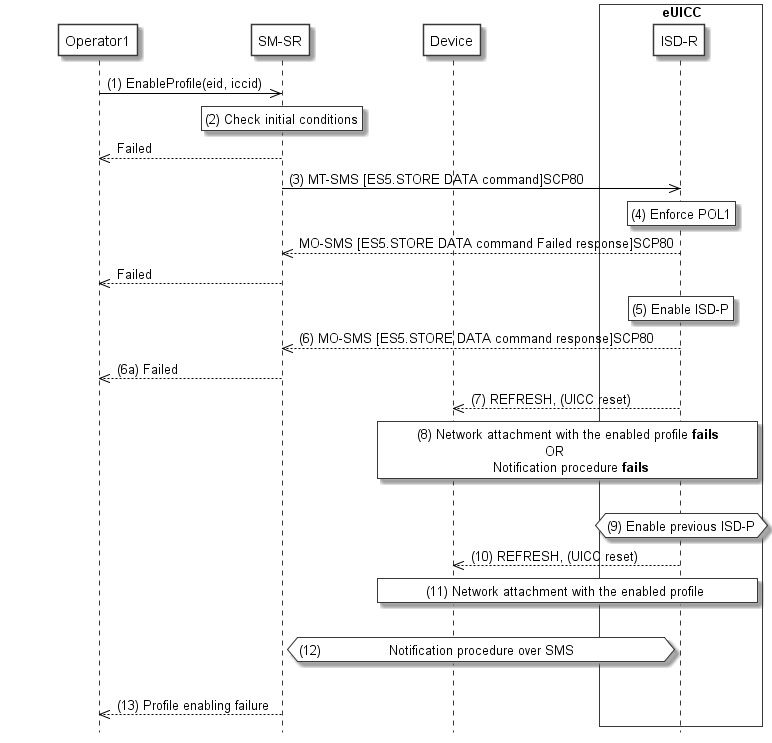 eUICC
Operator1
SM-SR
Device
ISD-R
(1) EnableProfile(eid, iccid)
(2) Check initial conditions
Failed
(3) MT-SMS [ES5.STORE DATA command]SCP80
(4) Enforce POL1
MO-SMS [ES5.STORE DATA command Failed response]SCP80
Failed
(5) Enable ISD-P
(6) MO-SMS [ES5.STORE DATA command response]SCP80
(6a) Failed
(7) REFRESH, (UICC reset)
(8) Network attachment with the enabled profile fails
OR
Notification procedure fails
(9) Enable previous ISD-P
(10) REFRESH, (UICC reset)
(11) Network attachment with the enabled profile
(12) Notification procedure over SMS
(13) Profile enabling failure